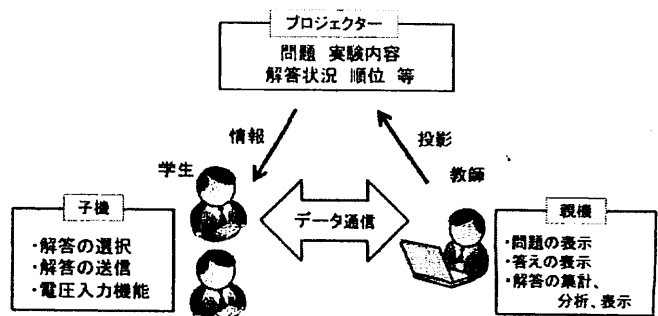 プロジェクター
問題 実験内容
解答状況 順位 等
情報
投影
学生
教師
子機
データ通信
親機
・解答の選択
・解答の送信
・電圧入力機能
・問題の表示
・答えの表示
・解答の集計、
分析、表示